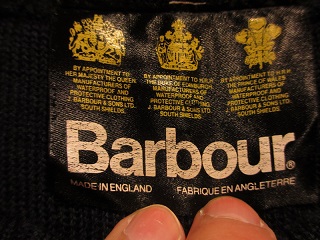 BY APPOINTMENT TO
HER MAJESTY THE QUEEN
MANUFACTURERS OF
WATERPROOF AND
PROTECTIVE CLOTHING
J. BARBOUR & SONS LTD.
SOUTH SHIELDS.
BY APPOINTMENT TO H.R.H.
THE DUKE OF EDINBURGH
MANUFACTURERS OF
WATERPROOF AND
PROTECTIVE CLOTHING
J. BARBOUR & SONS LTD.
SOUTH SHIELDS.
BY APPOINTMENT TO H.R.H.
THE PRINCE OF WALES
MANUFACTURERS OF
WATERPROOF AND
PROTECTIVE CLOTHING
J. BARBOUR & SONS LTD.
SOUTH SHIELDS.
Barbour®
MADE IN ENGLAND FABRIQUE EN ANGLETERRE